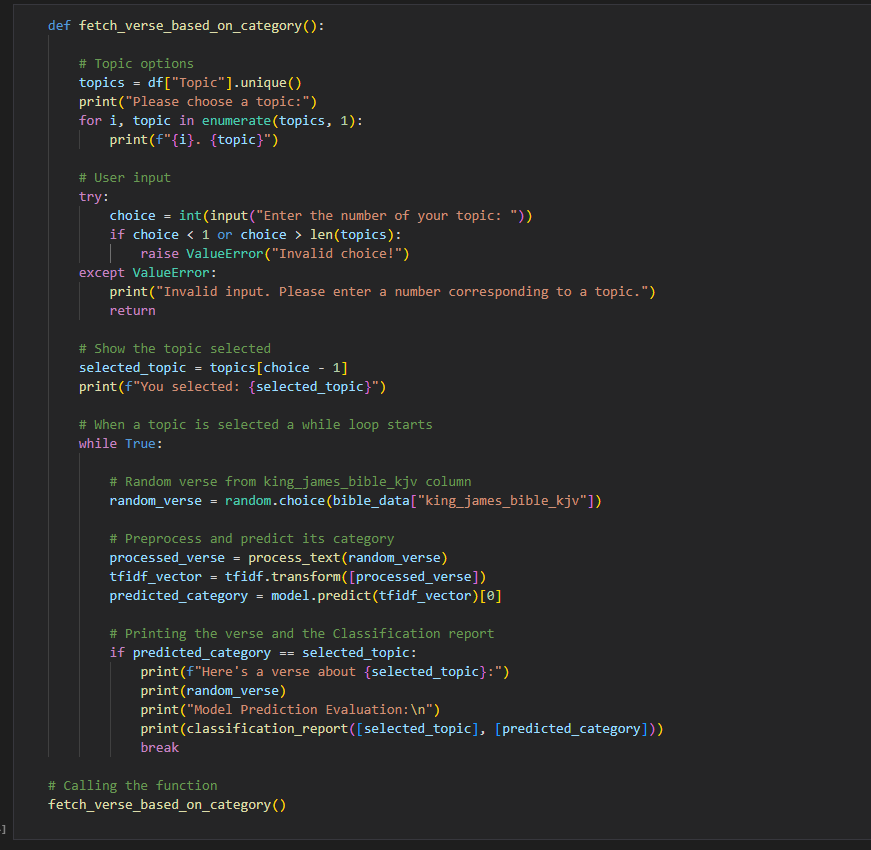 def fetch_verse_based_on_category():

    # Topic options
    topics = df["Topic"].unique()
    print("Please choose a topic:")
    for i, topic in enumerate(topics, 1):
        print(f"{i}. {topic}")

    # User input
    try:
        choice = int(input("Enter the number of your topic: "))
        if choice < 1 or choice > len(topics):
            raise ValueError("Invalid choice!")
    except ValueError:
        print("Invalid input. Please enter a number corresponding to a topic.")
        return

    # Show the topic selected
    selected_topic = topics[choice - 1]
    print(f"You selected: {selected_topic}")

    # When a topic is selected a while loop starts
    while True:

        # Random verse from king_james_bible_kjv column
        random_verse = random.choice(bible_data["king_james_bible_kjv"])

        # Preprocess and predict its category
        processed_verse = process_text(random_verse)
        tfidf_vector = tfidf.transform([processed_verse])
        predicted_category = model.predict(tfidf_vector)[0]

        # Printing the verse and the Classification report
        if predicted_category == selected_topic:
            print(f"Here's a verse about {selected_topic}:")
            print(random_verse)
            print("Model Prediction Evaluation:\n")
            print(classification_report([selected_topic], [predicted_category]))
            break

# Calling the function
fetch_verse_based_on_category()
]